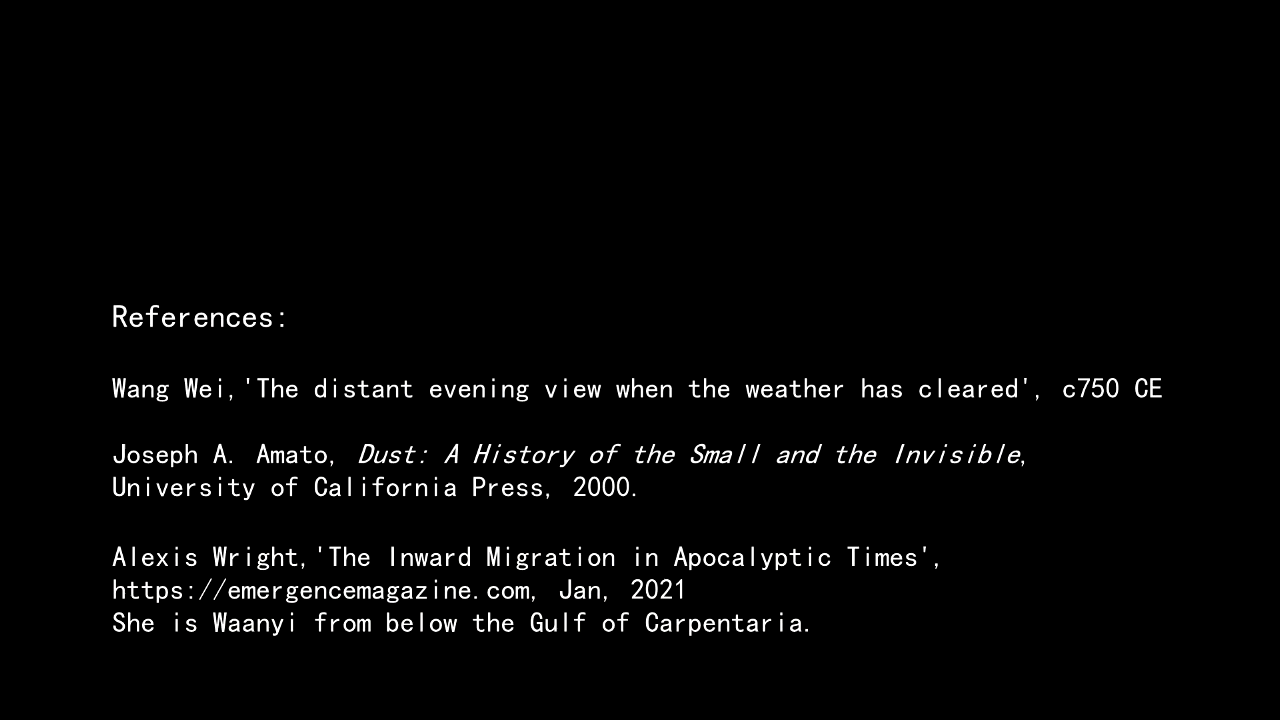 References:
Wang Wei,'The distant evening view when the weather has cleared', c750 CE
Joseph A. Amato, Dust: A History of the Small and the Invisible,
University of California Press, 2000.
Alexis Wright,'The Inward Migration in Apocalyptic Times',
https://emergencemagazine.com, Jan, 2021
She is Waanyi from below the Gulf of Carpentaria.